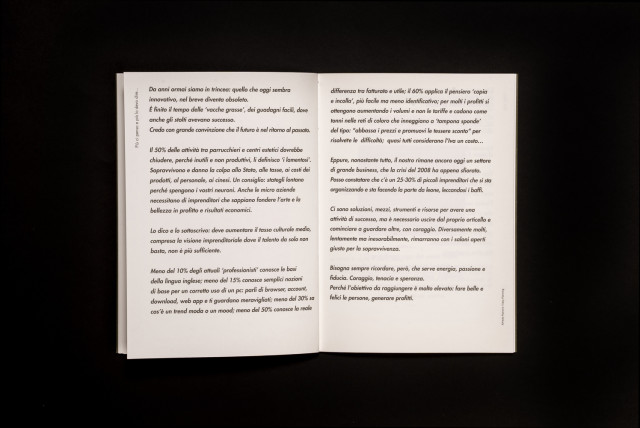 Da anni ormai siamo in trincea: quello che oggi sembra
innovativo, nel breve diventa obsoleto.
È finito il tempo delle 'vacche grasse', dei guadagni facili, dove
anche gli stolti avevano successo.
Credo con grande convinzione che il futuro è nel ritorno al passato.
Il 50% delle attività tra parrucchieri e centri estetici dovrebbe
chiudere, perché inutili e non produttivi, li definisco 'i lamentosi'.
Sopravvivono e danno la colpa allo Stato, alle tasse, ai costi dei
prodotti, al personale, ai cinesi. Un consiglio: stategli lontano
perché spengono i vostri neuroni. Anche le micro aziende
necessitano di imprenditori che sappiano fondere l'arte e la
bellezza in profitto e risultati economici.
Lo dico e lo sottoscrivo: deve aumentare il tasso culturale medio,
compresa la visione imprenditoriale dove il talento da solo non
basta, non è più sufficiente.
Meno del 10% degli attuali 'professionisti' conosce le basi
della lingua inglese; meno del 15% conosce semplici nozioni
di base per un corretto uso di un pc: parli di browser, account,
download, web app e ti guardano meravigliati; meno del 30% sa
cos'è un trend moda o un mood; meno del 50% conosce la reale
differenza tra fatturato e utile; il 60% applica il pensiero 'copia
e incolla', più facile ma meno identificativo; per molti i profitti si
ottengono aumentando i volumi e non le tariffe e cadono come
tonni nelle reti di coloro che inneggiano a 'tampona sponde'
del tipo: "abbassa i prezzi e promuovi le tessere sconto" per
risolvete le difficoltà; quasi tutti considerano l'iva un costo...
Eppure, nonostante tutto, il nostro rimane ancora oggi un settore
di grande business, che la crisi del 2008 ha appena sfiorato.
Posso constatare che c'è un 25-30% di piccoli imprenditori che si sta
organizzando e sta facendo la parte da leone, leccandosi i baffi.
Ci sono soluzioni, mezzi, strumenti e risorse per avere una
attività di successo, ma è necessario uscire dal proprio orticello e
cominciare a guardare oltre, con coraggio. Diversamente molti,
lentamente ma inesorabilmente, rimarranno con i saloni aperti
giusto per la sopravvivenza.
Bisogna sempre ricordare, però, che serve energia, passione e
fiducia. Coraggio, tenacia e speranza.
Perché l'obiettivo da raggiungere è molto elevato: fare belle e
felici le persone, generare profitti.